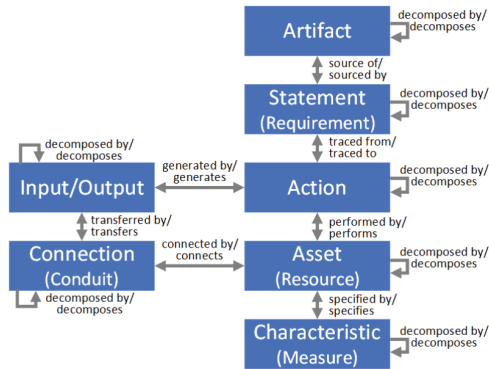 Artifact
decomposed by/
decomposes
source of/
sourced by
Statement
(Requirement)
decomposed by/
decomposes
traced from/
traced to
decomposed by/
decomposes
Input/Output
generated by/
generates
Action
decomposed by/
decomposes
transferred by/
transfers
performed by/
performs
Connection
(Conduit)
connected by/
connects
Asset
(Resource)
decomposed by/
decomposes
decomposed by/
decomposes
specified by/
specifies
Characteristic
(Measure)
decomposed by/
decomposes